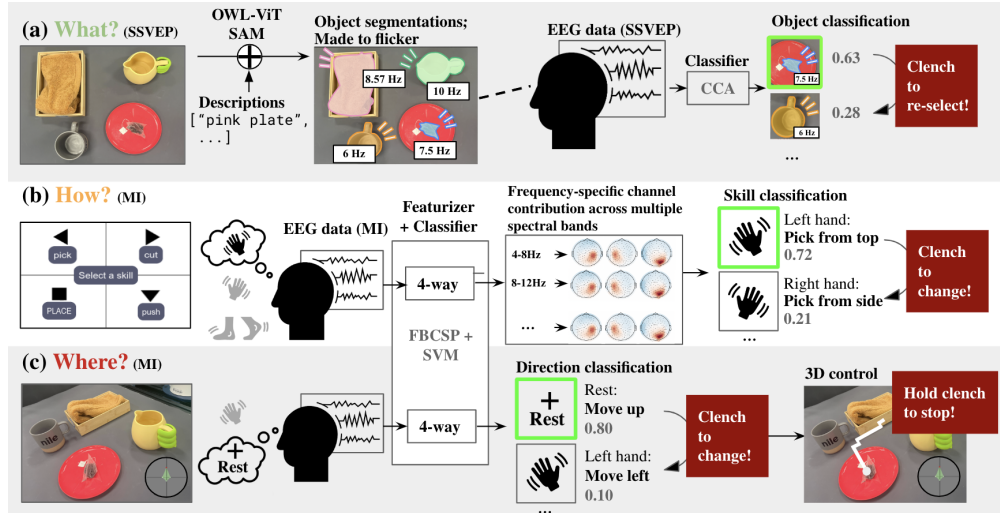 (a) What? (SSVEP)
OWL-ViT
SAM
Descriptions
["pink plate",
...]
Object segmentations;
Made to flicker
8.57 Hz
10 Hz
6 Hz
7.5 Hz
EEG data (SSVEP)
Classifier
CCA
Object classification
7.5 Hz
0.63
6 Hz
0.28
...
Clench
to
re-select!
(b) How? (MI)
pick
cut
Select a skill
PLACE
push
EEG data (MI)
Featurizer
+ Classifier
4-way
FBCSP +
SVM
Frequency-specific channel
contribution across multiple
spectral bands
4-8Hz
8-12Hz
...
Skill classification
Left hand:
Pick from top
0.72
Right hand:
Pick from side
0.21
...
Clench
to
change!
(c) Where? (MI)
nile
+
Rest
4-way
Direction classification
+
Rest
Rest:
Move up
0.80
Left hand:
Move left
0.10
...
Clench
to
change!
3D control
Hold clench
to stop!
nile